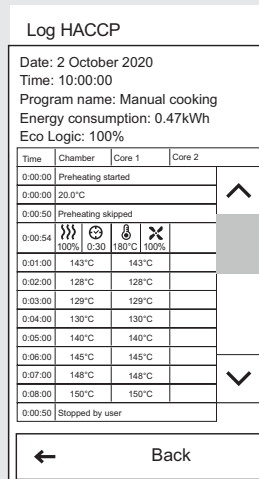 Log HACCP
Date: 2 October 2020
Time: 10:00:00
Program name: Manual cooking
Energy consumption: 0.47kWh
Eco Logic: 100%
Time Chamber Core 1 Core 2
0:00:00 Preheating started
0:00:00 20.0°C
0:00:50 Preheating skipped
0:00:54 100% 0:30 180°C 100%
0:01:00 143°C 143°C
0:02:00 128°C 128°C
0:03:00 129°C 129°C
0:04:00 130°C 130°C
0:05:00 140°C 140°C
0:06:00 145°C 145°C
0:07:00 148°C 148°C
0:08:00 150°C 150°C
0:00:50 Stopped by user
Back